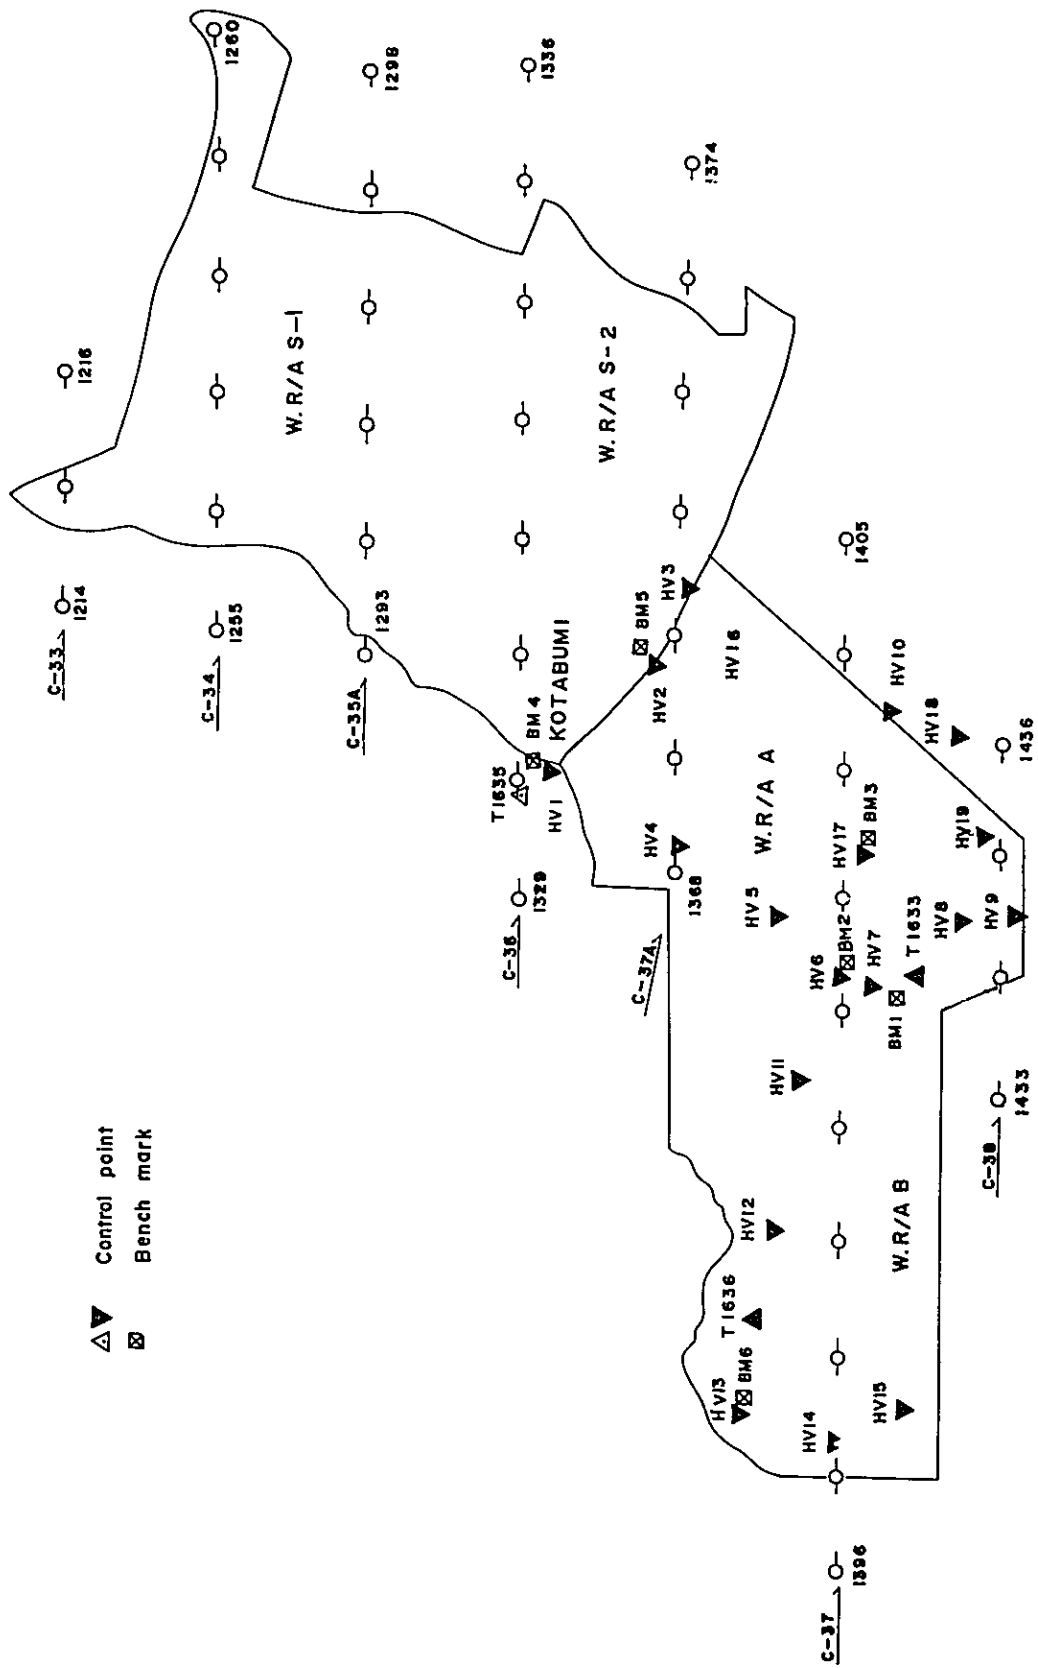 C-33
1214
1216
C-34
1255
1260
C-35A
1293
1298
W.R/A S-1
C-36
1329
1336
T1635
BM4
KOTABUMI
HV1
W.R/A S-2
C-37A
1368
1374
HV4
HV2
BM5
HV3
HV16
W.R/A A
HV5
HV11
HV12
T1636
HV13
BM6
HV14
HV15
C-37
1396
1405
HV6
BM2
HV7
HV17
BM3
BM1
T1633
HV8
HV9
HV10
HV18
HV19
W.R/A B
C-38
1433
1436
Control point
Bench mark